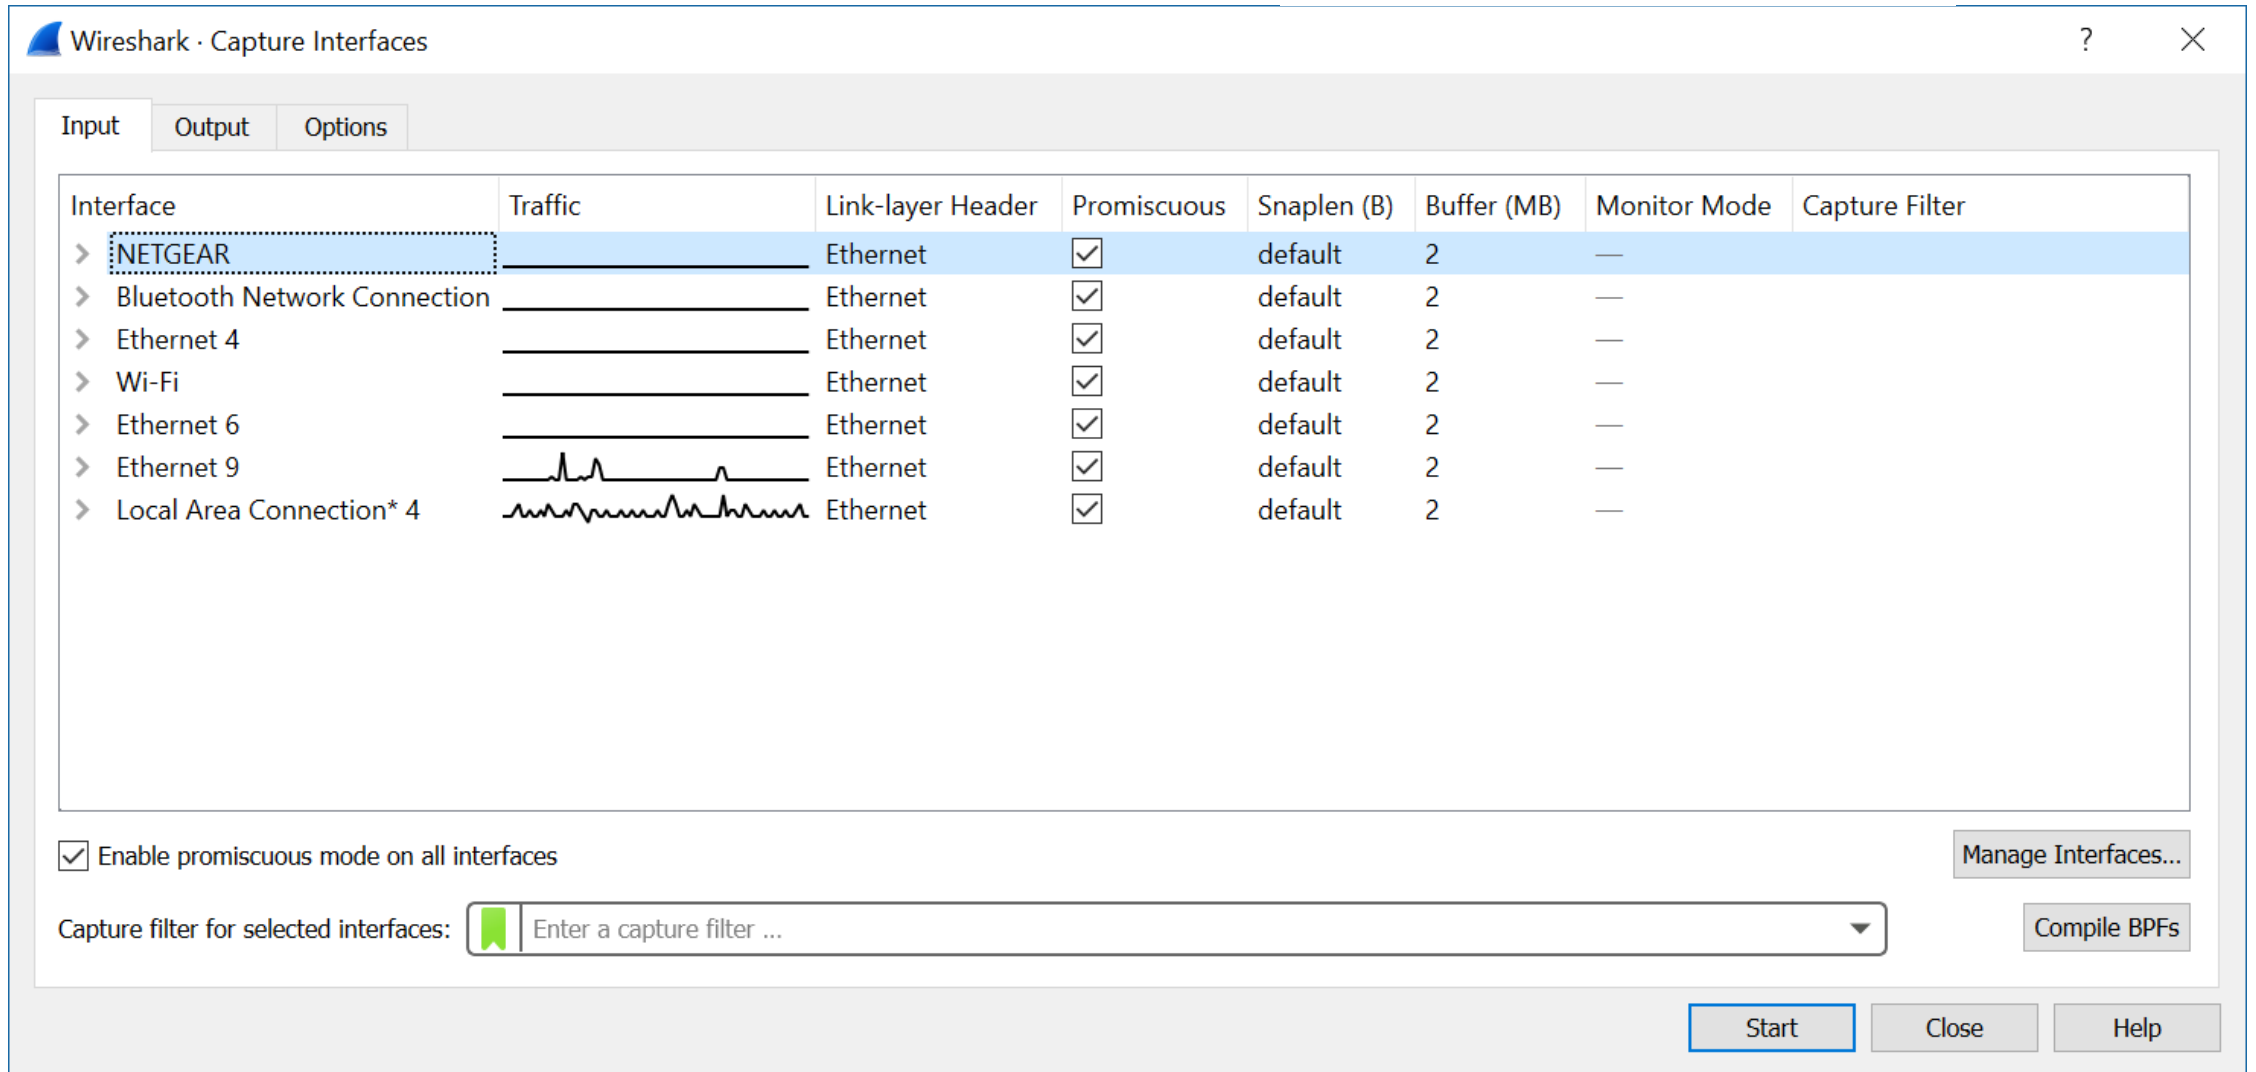 Wireshark · Capture Interfaces ?
Input Output Options
Interface Traffic Link-layer Header Promiscuous Snaplen (B) Buffer (MB) Monitor Mode Capture Filter
NETGEAR Ethernet default 2 —
Bluetooth Network Connection Ethernet default 2 —
Ethernet 4 Ethernet default 2 —
Wi-Fi Ethernet default 2 —
Ethernet 6 Ethernet default 2 —
Ethernet 9 Ethernet default 2 —
Local Area Connection* 4 Ethernet default 2 —
Enable promiscuous mode on all interfaces Manage Interfaces...
Capture filter for selected interfaces: Enter a capture filter ... Compile BPFs
Start Close Help